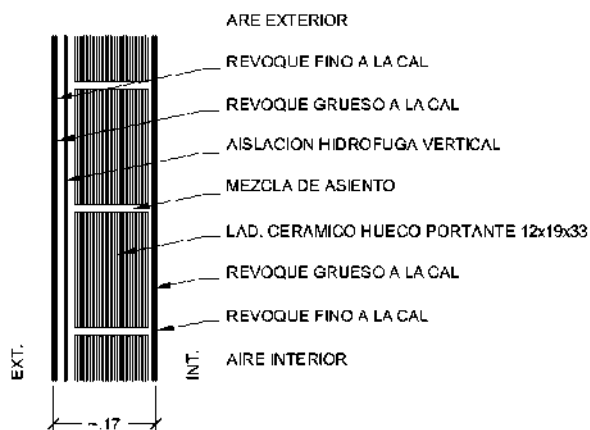 ARE EXTERIOR
REVOQUE FINO A LA CAL
REVOQUE GRUESO A LA CAL
AISLACION HIDROFUGA VERTICAL
MEZCLA DE ASIENTO
LAD. CERAMICO HUECO PORTANTE 12x19x33
REVOQUE GRUESO A LA CAL
REVOQUE FINO A LA CAL
AIRE INTERIOR
EXT.
INT.
~.17